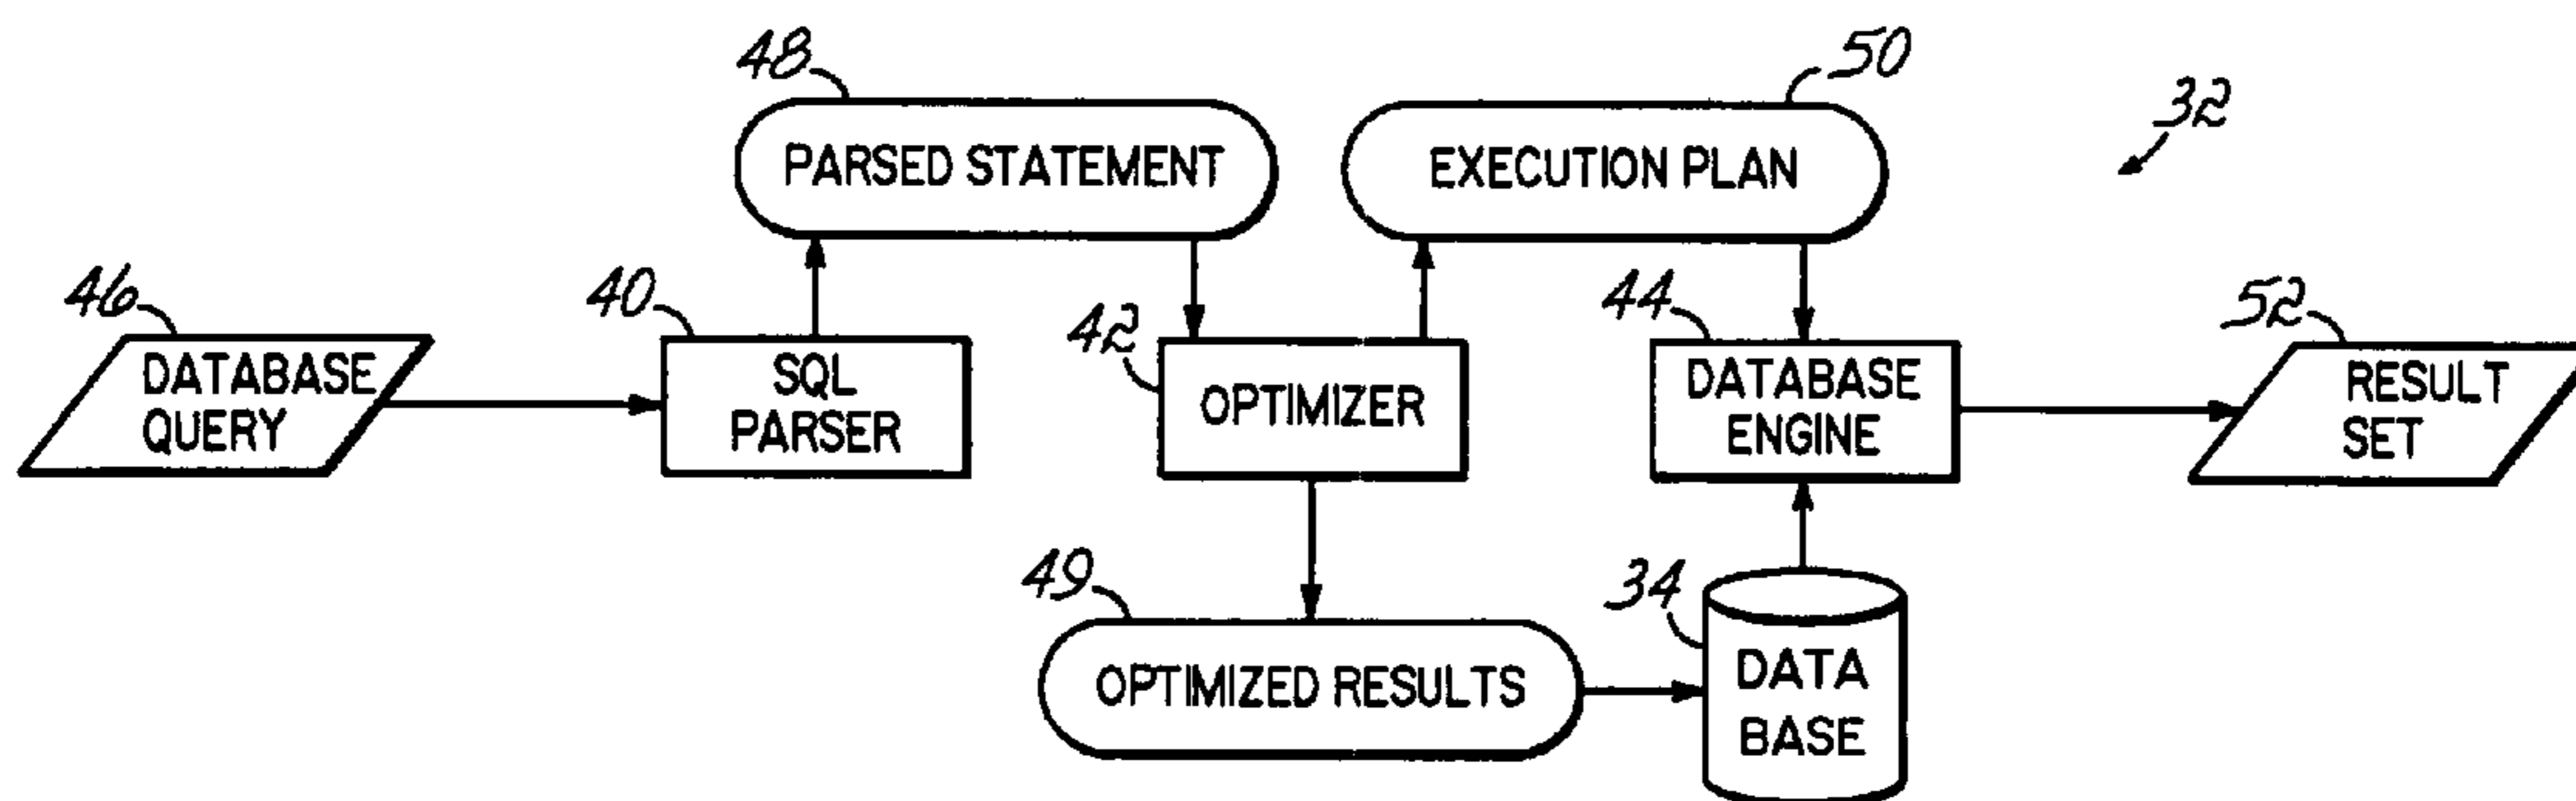 48
50
32
PARSED STATEMENT
EXECUTION PLAN
46
40
42
44
52
DATABASE
QUERY
SQL
PARSER
OPTIMIZER
DATABASE
ENGINE
RESULT
SET
49
34
OPTIMIZED RESULTS
DATA
BASE